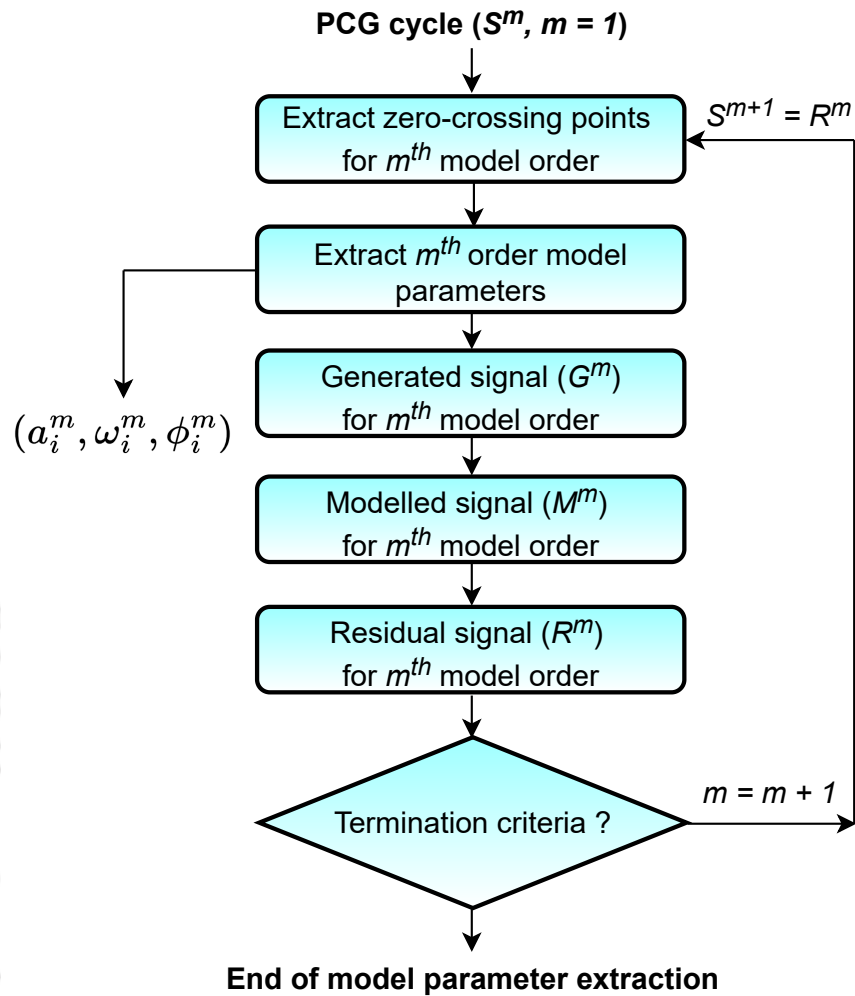 PCG cycle (S^m, m = 1)
Extract zero-crossing points
for m^th model order
S^m+1 = R^m
Extract m^th order model
parameters
(a_i^m, ω_i^m, ϕ_i^m)
Generated signal (G^m)
for m^th model order
Modelled signal (M^m)
for m^th model order
Residual signal (R^m)
for m^th model order
Termination criteria ?
m = m + 1
End of model parameter extraction